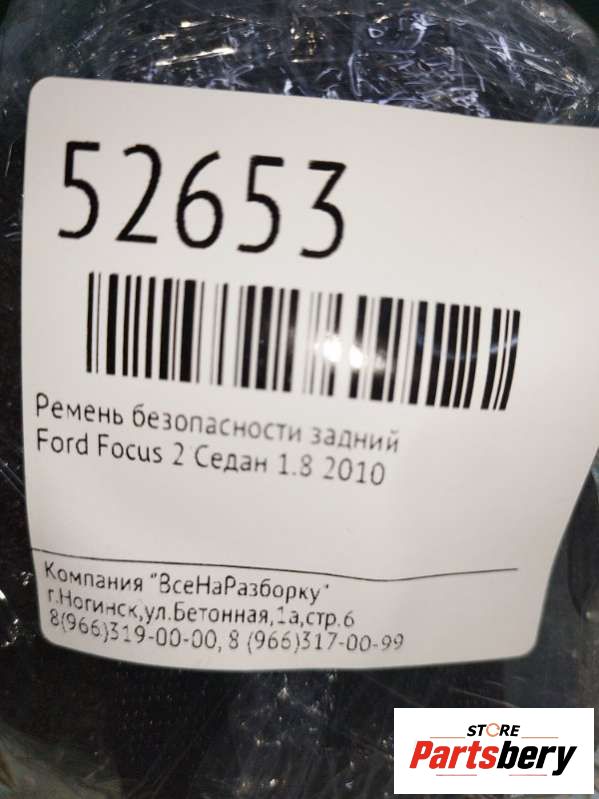 52653
Ремень безопасности задний
Ford Focus 2 Седан 1.8 2010
Компания "ВсеНаРазборку"
г.Ногинск,ул.Бетонная,1а,стр.6
8(966)319-00-00, 8 (966)317-00-99
STORE
Partsbery